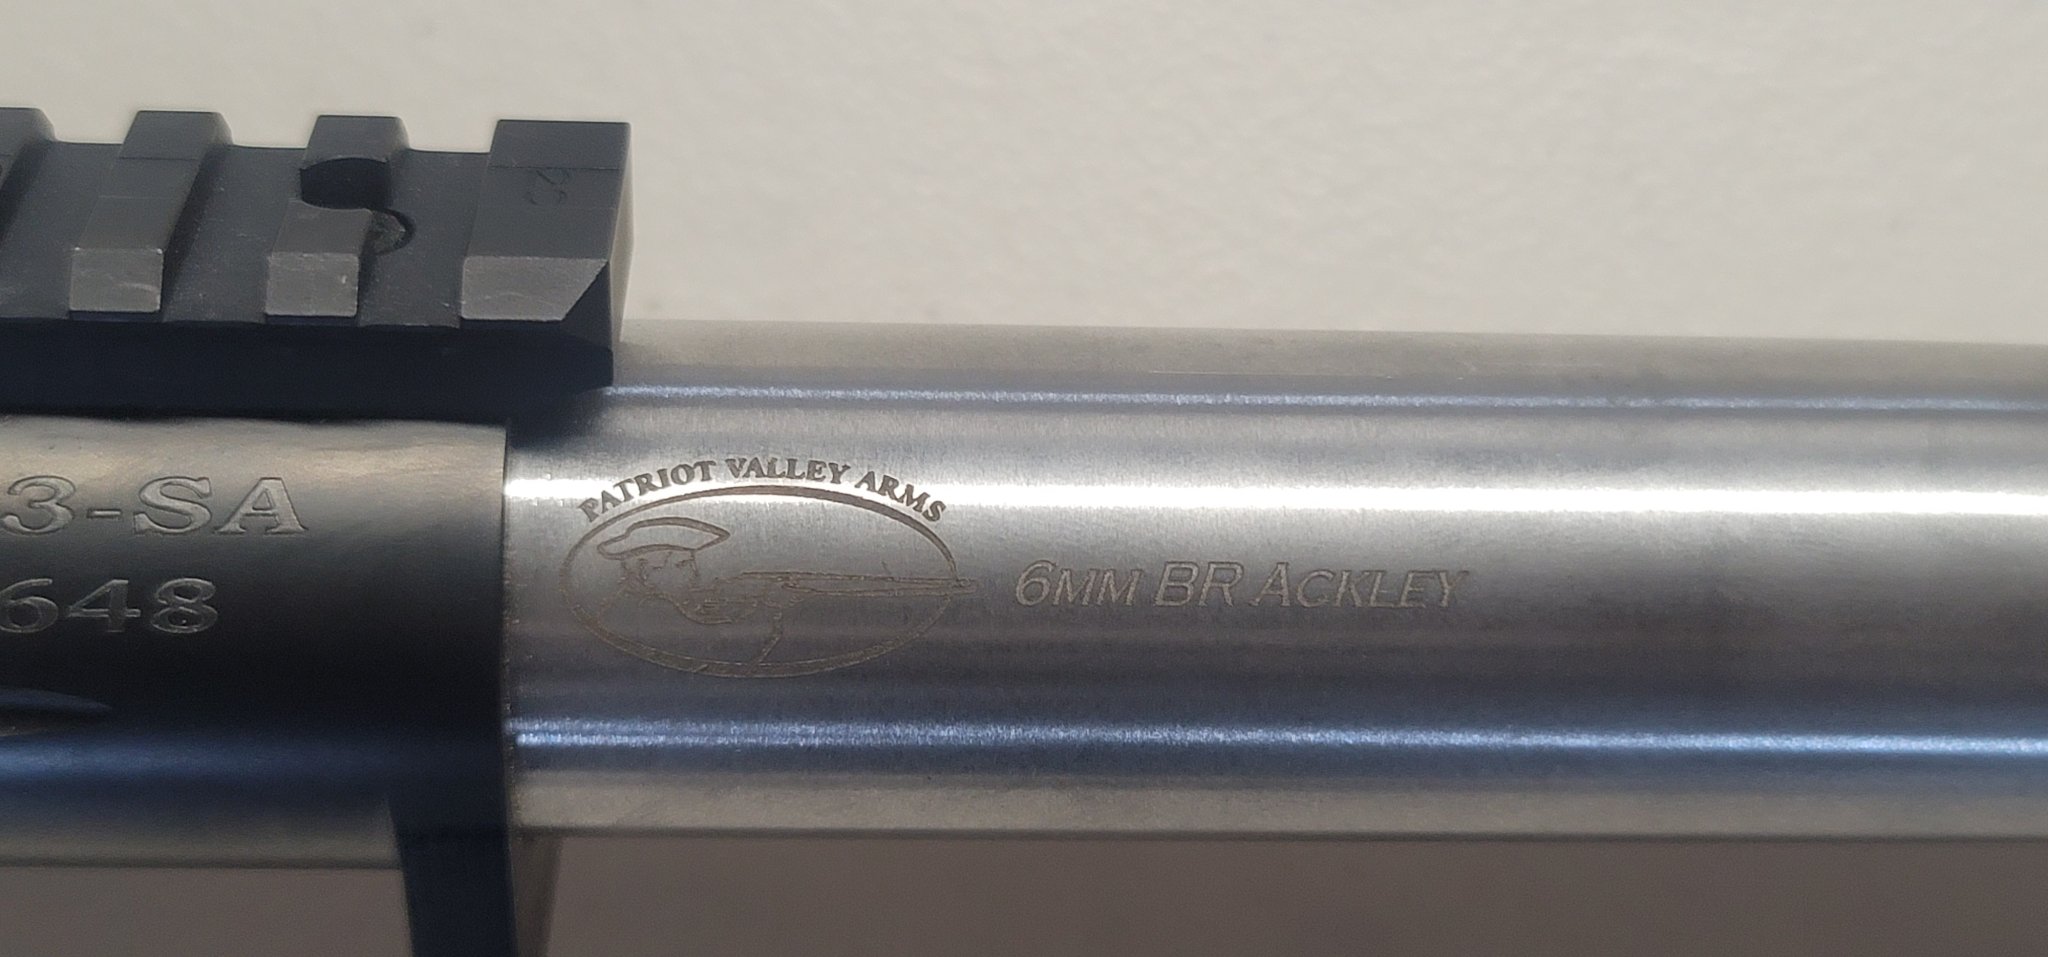 3-SA
648
PATRIOT VALLEY ARMS
6MM BR ACKLEY